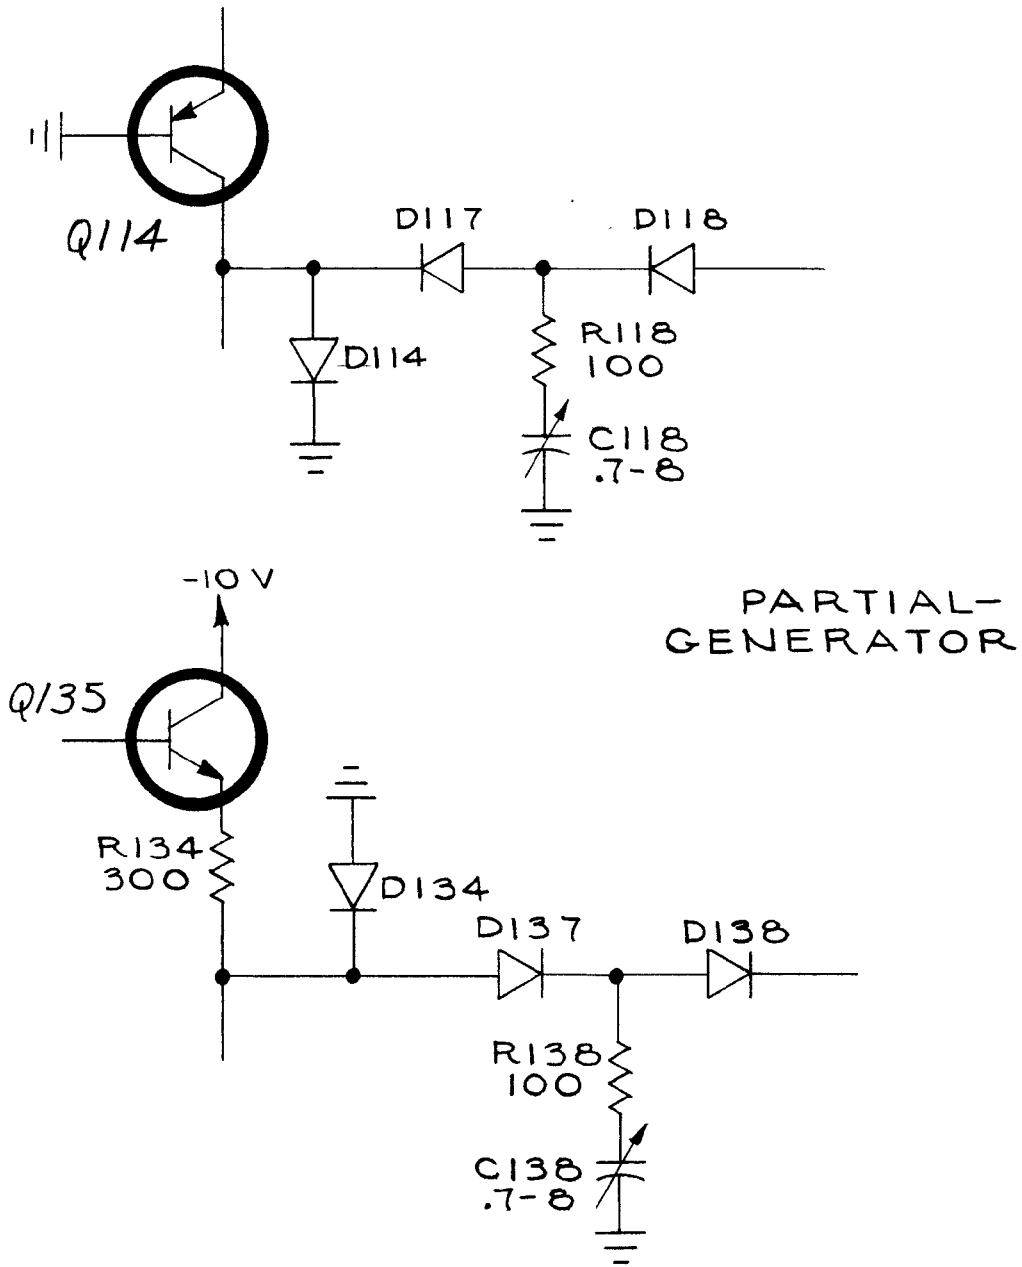 Q114
D117
D118
R118
100
D114
C118
.7-8
-10 V
PARTIAL-
GENERATOR
Q135
R134
300
D134
D137
D138
R138
100
C138
.7-8